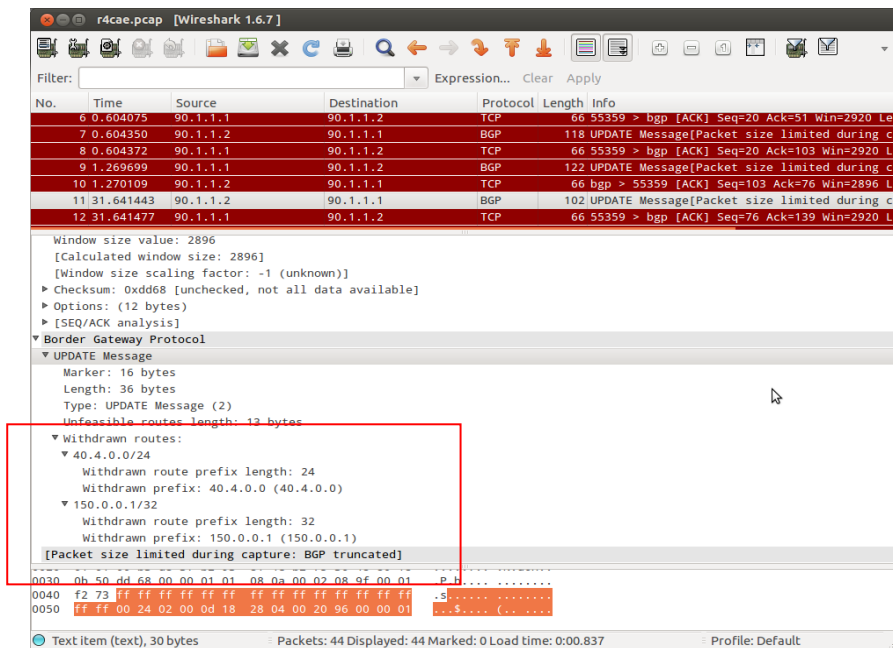 r4cae.pcap [Wireshark 1.6.7 ]
Filter: Expression... Clear Apply
No. Time Source Destination Protocol Length Info
6 0.604075 90.1.1.1 90.1.1.2 TCP 66 55359 > bgp [ACK] Seq=20 Ack=51 Win=2920 Le
7 0.604350 90.1.1.2 90.1.1.1 BGP 118 UPDATE Message[Packet size limited during c
8 0.604372 90.1.1.1 90.1.1.2 TCP 66 55359 > bgp [ACK] Seq=20 Ack=103 Win=2920 L
9 1.269699 90.1.1.1 90.1.1.2 BGP 122 UPDATE Message[Packet size limited during c
10 1.270109 90.1.1.2 90.1.1.1 TCP 66 bgp > 55359 [ACK] Seq=103 Ack=76 Win=2896 L
11 31.641443 90.1.1.2 90.1.1.1 BGP 102 UPDATE Message[Packet size limited during c
12 31.641477 90.1.1.1 90.1.1.2 TCP 66 55359 > bgp [ACK] Seq=76 Ack=139 Win=2920 L
Window size value: 2896
[Calculated window size: 2896]
[Window size scaling factor: -1 (unknown)]
Checksum: 0xdd68 [unchecked, not all data available]
Options: (12 bytes)
[SEQ/ACK analysis]
Border Gateway Protocol
UPDATE Message
Marker: 16 bytes
Length: 36 bytes
Type: UPDATE Message (2)
Unfeasible routes length: 13 bytes
Withdrawn routes:
40.4.0.0/24
Withdrawn route prefix length: 24
Withdrawn prefix: 40.4.0.0 (40.4.0.0)
150.0.0.1/32
Withdrawn route prefix length: 32
Withdrawn prefix: 150.0.0.1 (150.0.0.1)
[Packet size limited during capture: BGP truncated]
0030 0b 50 dd 68 00 00 01 01 08 0a 00 02 08 9f 00 01 .P.h.... ........
0040 f2 73 ff ff ff ff ff ff ff ff ff ff ff ff ff ff .s...... ........
0050 ff ff 00 24 02 00 0d 18 28 04 00 20 96 00 00 01 ...$.... (.. ....
Text item (text), 30 bytes Packets: 44 Displayed: 44 Marked: 0 Load time: 0:00.837 Profile: Default